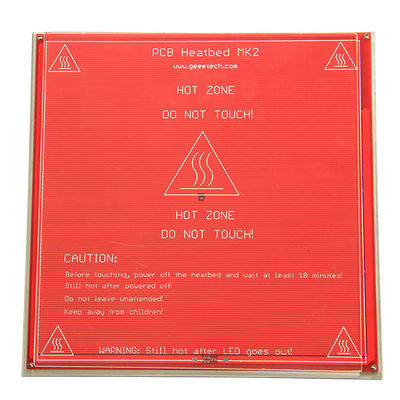 PCB Heatbed MK2
www.geeetech.com
HOT ZONE
DO NOT TOUCH!
HOT ZONE
DO NOT TOUCH!
CAUTION:
Before touching, power off the heatbed and wait at least 10 minutes!
Still hot after powered off!
Do not leave unattended!
Keep away from children!
WARNING: Still hot after LED goes out!